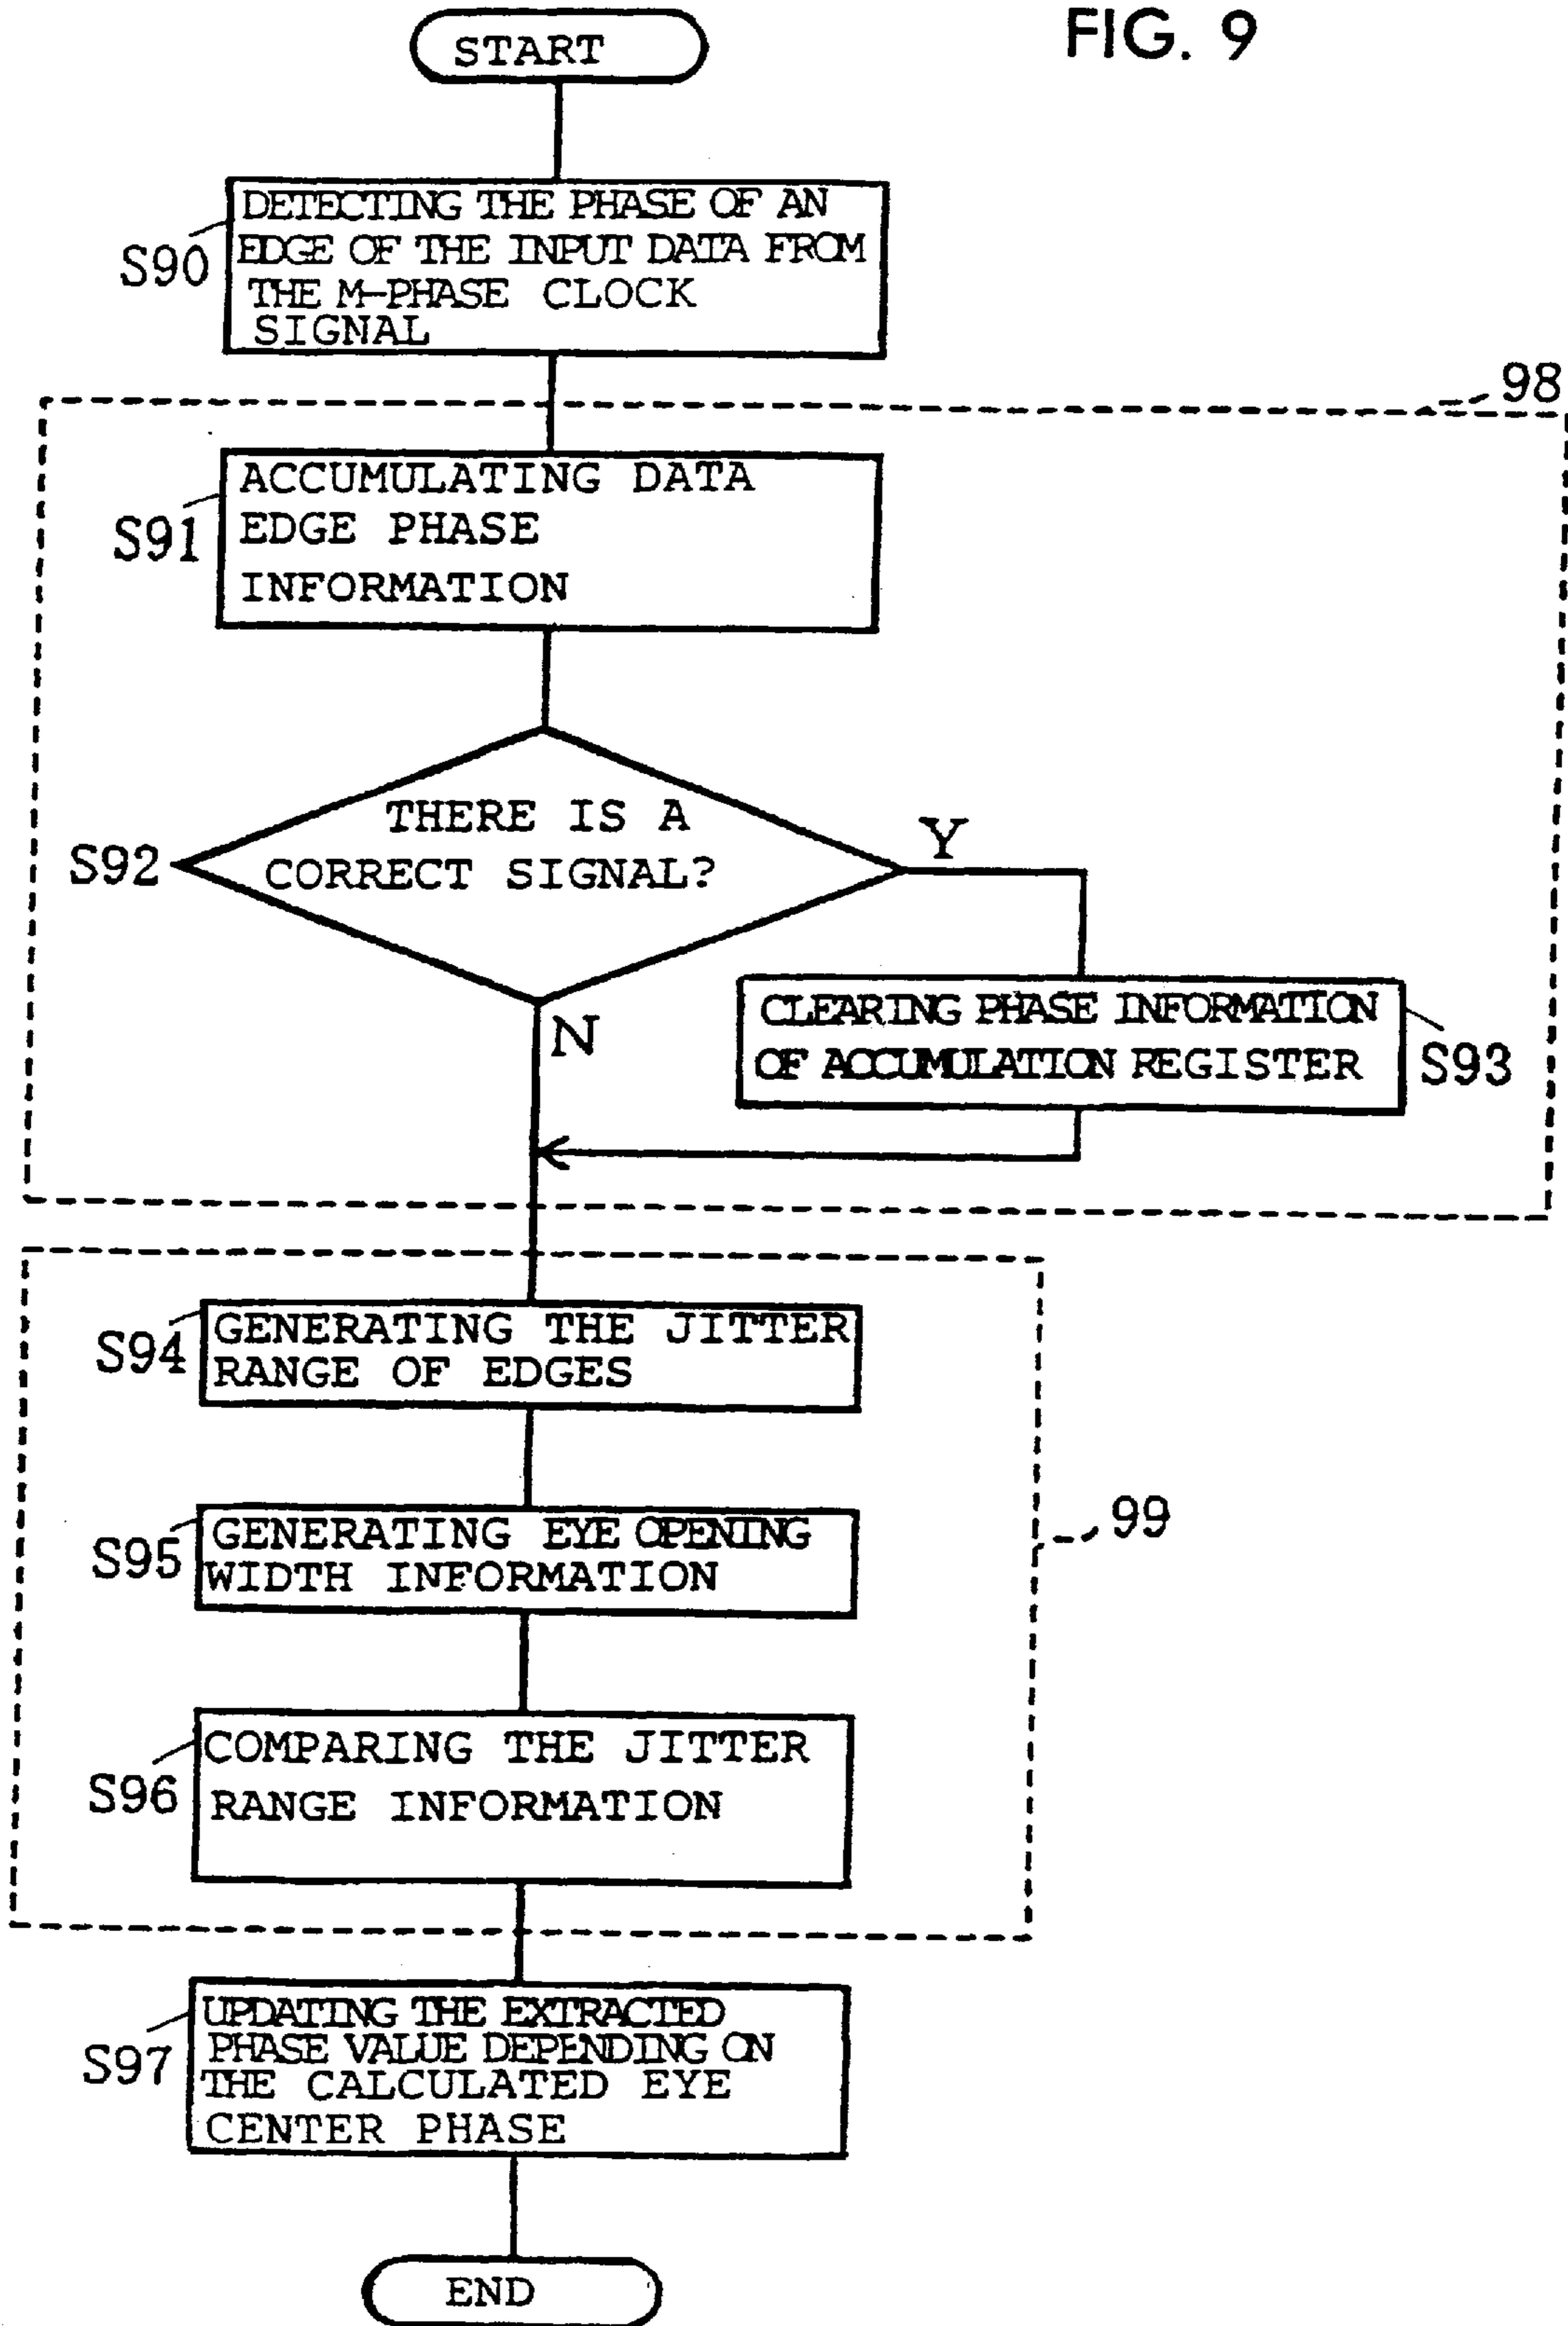 FIG. 9
START
S90
DETECTING THE PHASE OF AN
EDGE OF THE INPUT DATA FROM
THE M-PHASE CLOCK
SIGNAL
98
S91
ACCUMULATING DATA
EDGE PHASE
INFORMATION
S92
THERE IS A
CORRECT SIGNAL?
Y
N
CLEARING PHASE INFORMATION
OF ACCUMULATION REGISTER
S93
S94
GENERATING THE JITTER
RANGE OF EDGES
99
S95
GENERATING EYE OPENING
WIDTH INFORMATION
S96
COMPARING THE JITTER
RANGE INFORMATION
S97
UPDATING THE EXTRACTED
PHASE VALUE DEPENDING ON
THE CALCULATED EYE
CENTER PHASE
END